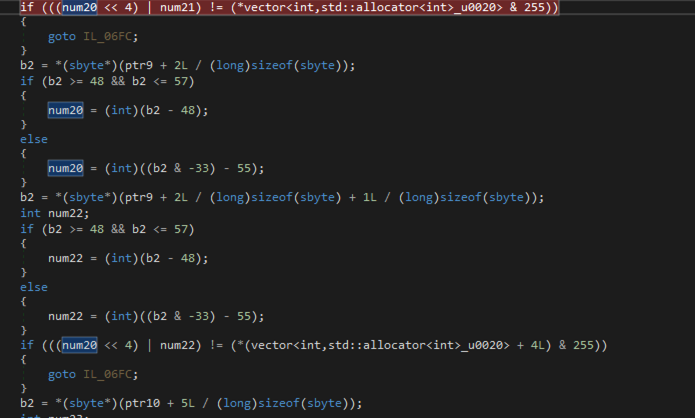 if (((num20 << 4) | num21) != (*vector<int,std::allocator<int>_u0020> & 255))
{
goto IL_06FC;
}
b2 = *(sbyte*)(ptr9 + 2L / (long)sizeof(sbyte));
if (b2 >= 48 && b2 <= 57)
{
num20 = (int)(b2 - 48);
}
else
{
num20 = (int)((b2 & -33) - 55);
}
b2 = *(sbyte*)(ptr9 + 2L / (long)sizeof(sbyte) + 1L / (long)sizeof(sbyte));
int num22;
if (b2 >= 48 && b2 <= 57)
{
num22 = (int)(b2 - 48);
}
else
{
num22 = (int)((b2 & -33) - 55);
}
if (((num20 << 4) | num22) != (*(vector<int,std::allocator<int>_u0020> + 4L) & 255))
{
goto IL_06FC;
}
b2 = *(sbyte*)(ptr10 + 5L / (long)sizeof(sbyte));